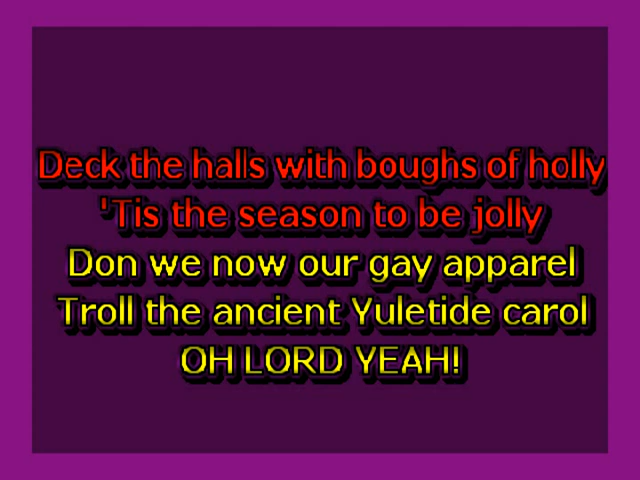 Deck the halls with boughs of holly
'Tis the season to be jolly
Don we now our gay apparel
Troll the ancient Yuletide carol
OH LORD YEAH!